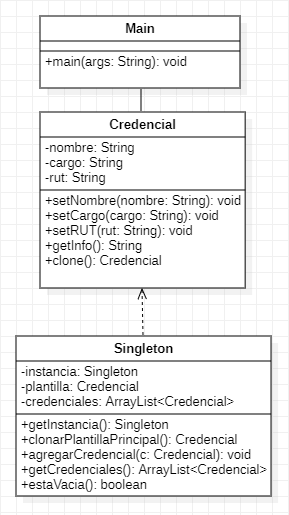 Main
+main(args: String): void
Credencial
-nombre: String
-cargo: String
-rut: String
+setNombre(nombre: String): void
+setCargo(cargo: String): void
+setRUT(rut: String): void
+getInfo(): String
+clone(): Credencial
Singleton
-instancia: Singleton
-plantilla: Credencial
-credenciales: ArrayList<Credencial>
+getInstancia(): Singleton
+clonarPlantillaPrincipal(): Credencial
+agregarCredencial(c: Credencial): void
+getCredenciales(): ArrayList<Credencial>
+estaVacia(): boolean